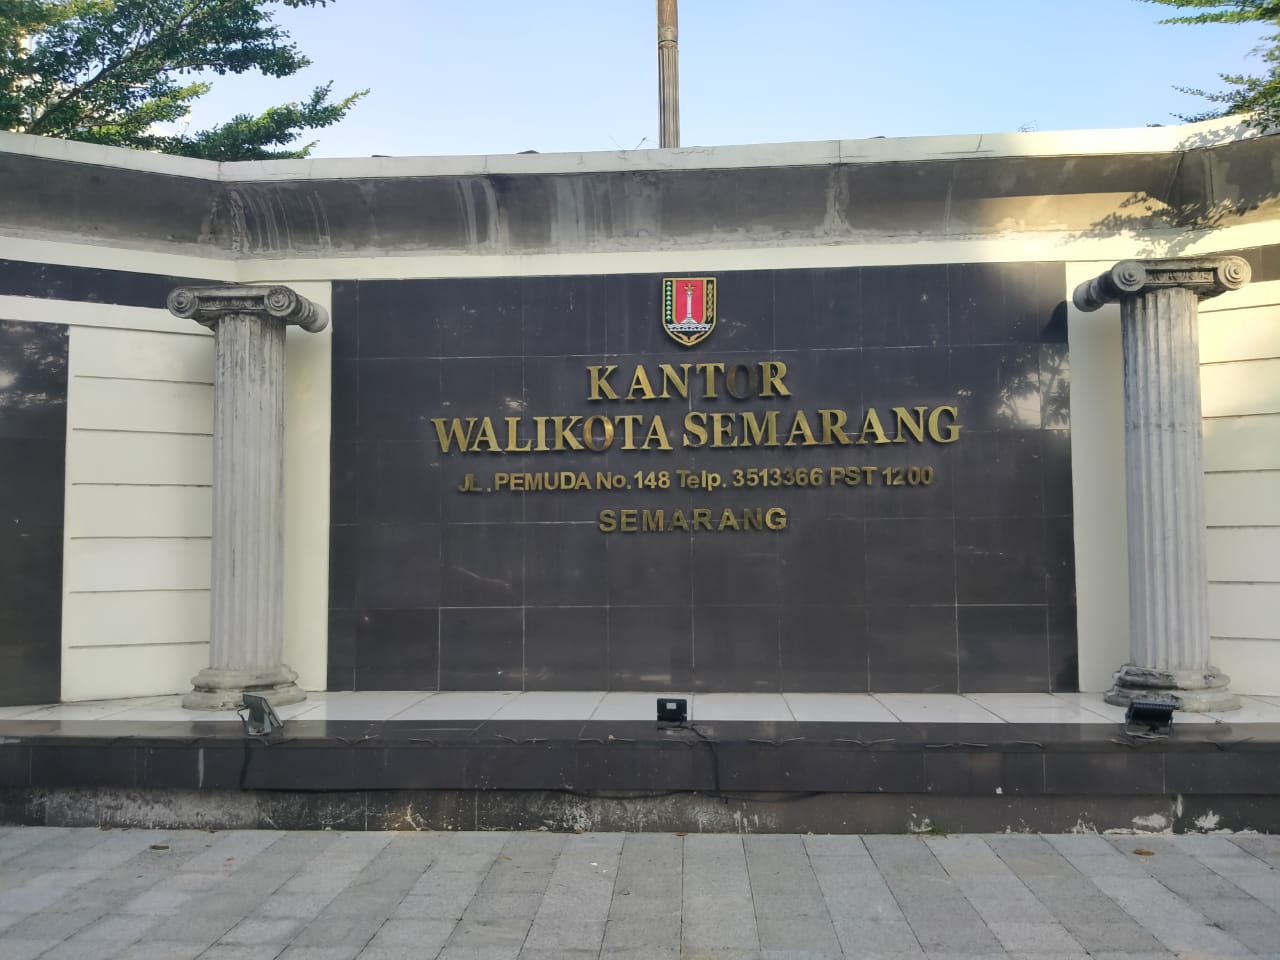 KANTOR
WALIKOTA SEMARANG
JL. PEMUDA No. 148 Telp. 3513366 PST 1200
SEMARANG